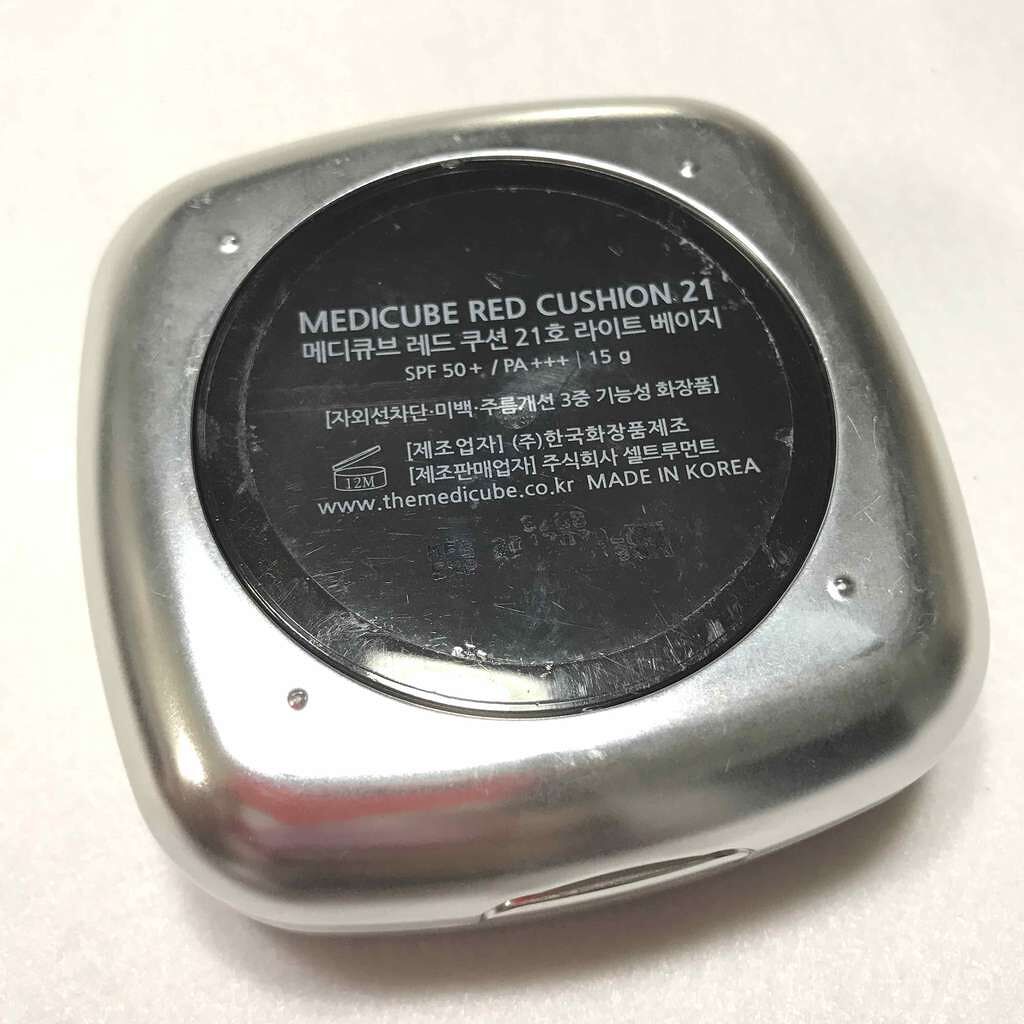 MEDICUBE RED CUSHION 21
메디큐브 레드 쿠션 21호 라이트 베이지
SPF 50+ / PA+++ | 15 g
[자외선차단·미백·주름개선 3중 기능성 화장품]
[제조업자] (주)한국화장품제조
[제조판매업자] 주식회사 셀트루먼트
12M
www.themedicube.co.kr MADE IN KOREA